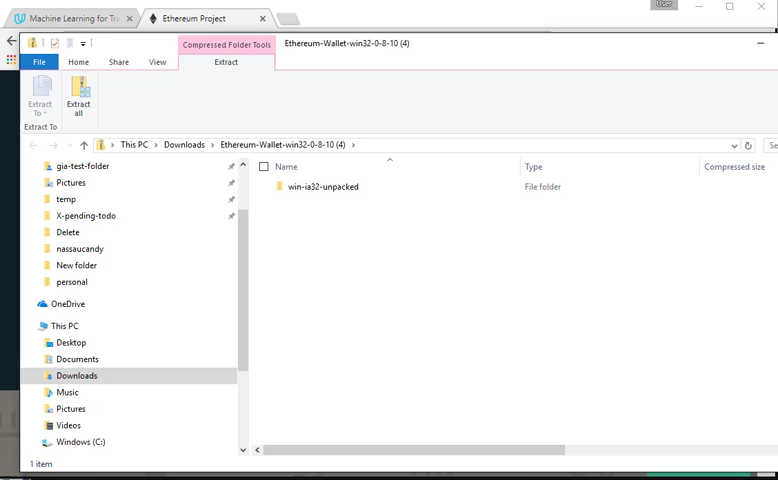 User
Machine Learning for Tra
Ethereum Project
Compressed Folder Tools
Ethereum-Wallet-win32-0-8-10 (4)
File
Home
Share
View
Extract
Extract
To
Extract
all
Extract To
This PC
Downloads
Ethereum-Wallet-win32-0-8-10 (4)
Se
gia-test-folder
Pictures
temp
X-pending-todo
Delete
nassaucandy
New folder
personal
OneDrive
This PC
Desktop
Documents
Downloads
Music
Pictures
Videos
Windows (C:)
Name
Type
Compressed size
win-ia32-unpacked
File folder
1 item